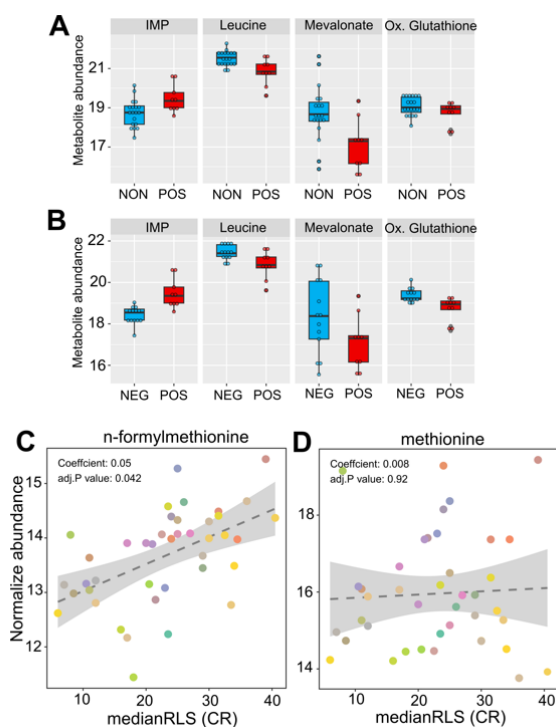 A
IMP Leucine Mevalonate Ox. Glutathione
Metabolite abundance
21
19
17
NON POS NON POS NON POS NON POS
B
IMP Leucine Mevalonate Ox. Glutathione
Metabolite abundance
22
20
18
16
NEG POS NEG POS NEG POS NEG POS
C n-formylmethionine
Coeffcient: 0.05
adj.P value: 0.042
Normalize abundance
15
14
13
12
10 20 30 40
medianRLS (CR)
D methionine
Coeffcient: 0.008
adj.P value: 0.92
18
16
14
10 20 30 40
medianRLS (CR)